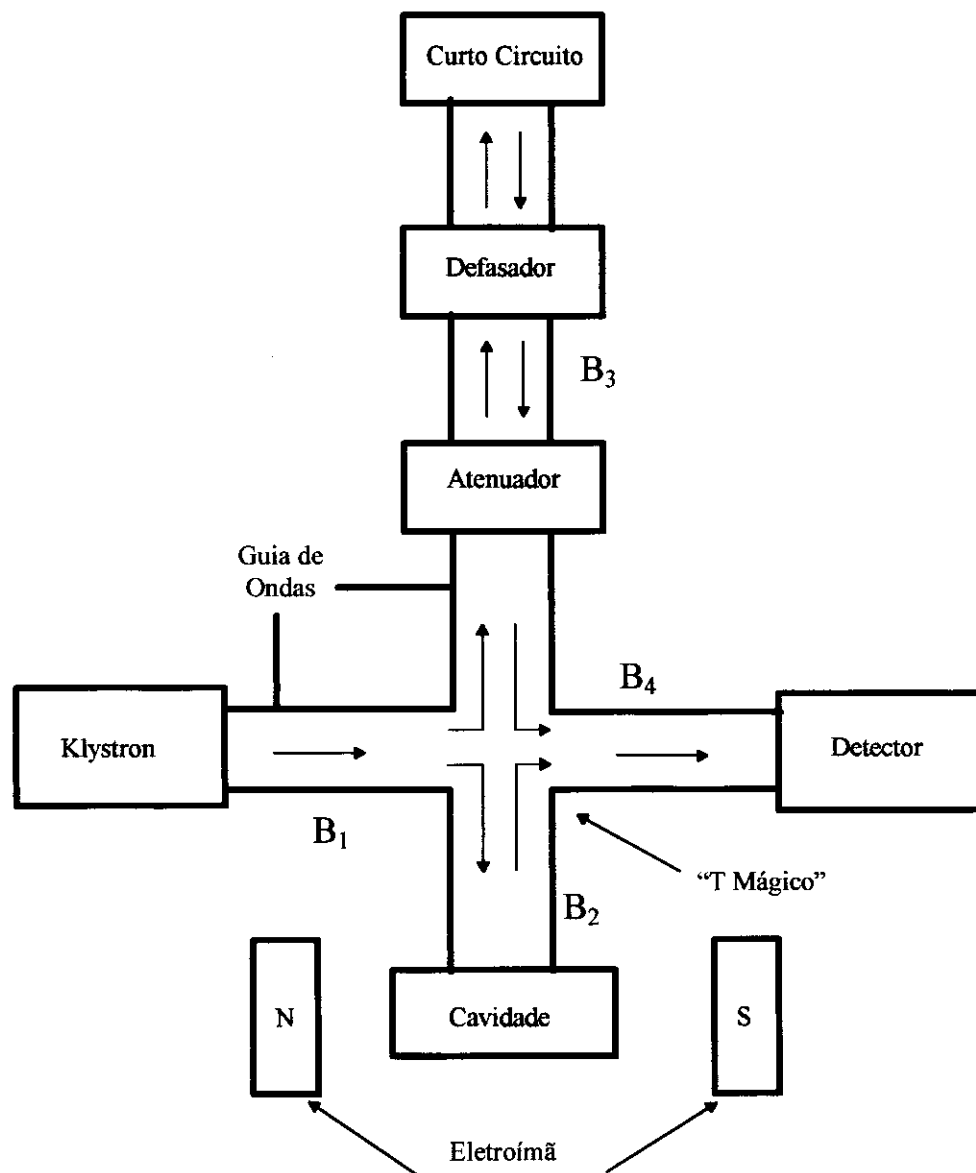 Curto Circuito
Defasador
B₃
Atenuador
Guia de
Ondas
B₄
Klystron
Detector
B₁
“T Mágico”
B₂
N
Cavidade
S
Eletroímã